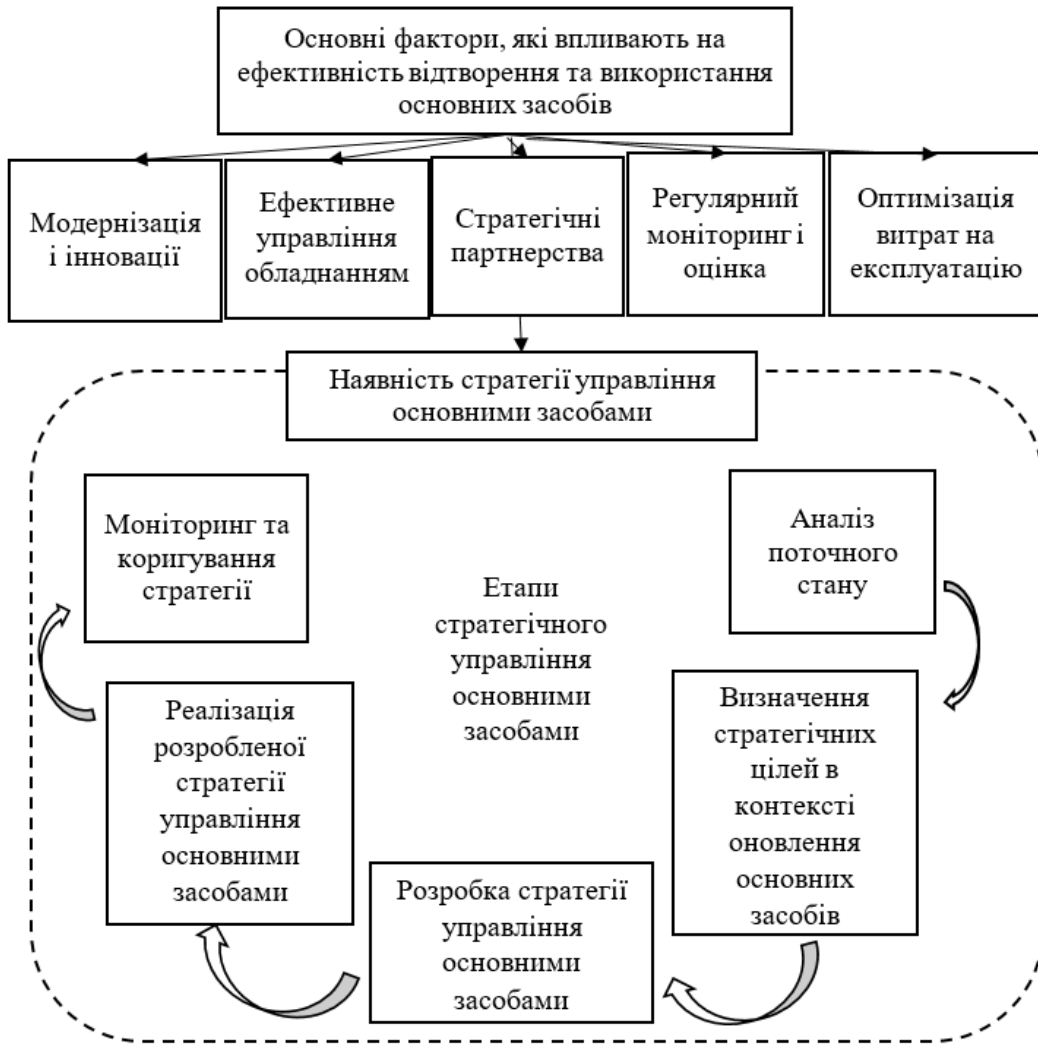 Основні фактори, які впливають на
ефективність відтворення та використання
основних засобів
Модернізація
і інновації
Ефективне
управління
обладнанням
Стратегічні
партнерства
Регулярний
моніторинг і
оцінка
Оптимізація
витрат на
експлуатацію
Наявність стратегії управління
основними засобами
Моніторинг та
коригування
стратегії
Аналіз
поточного
стану
Етапи
стратегічного
управління
основними
засобами
Реалізація
розробленої
стратегії
управління
основними
засобами
Визначення
стратегічних
цілей в
контексті
оновлення
основних
засобів
Розробка стратегії
управління
основними
засобами